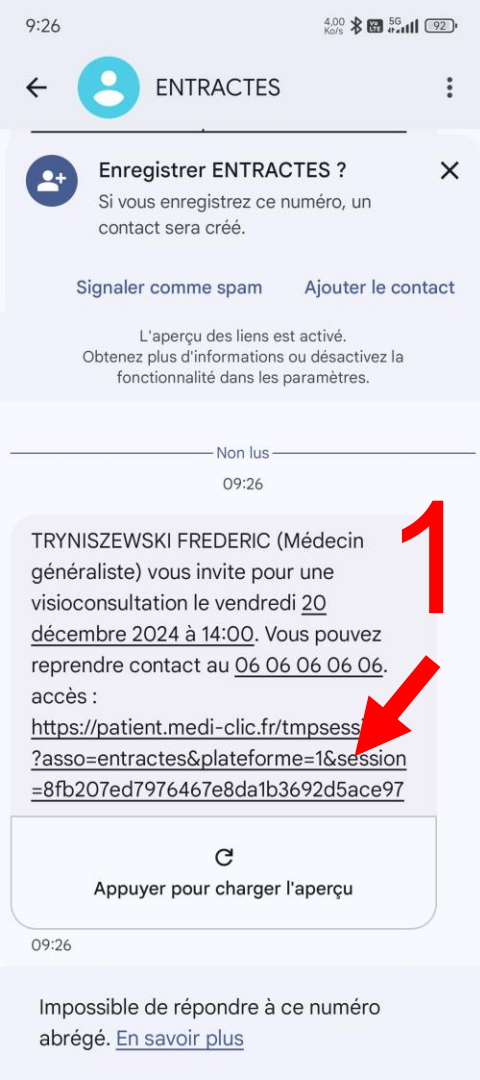 9:26
4,00 Ko/s 5G 92
ENTRACTES
Enregistrer ENTRACTES ?
Si vous enregistrez ce numéro, un
contact sera créé.
Signaler comme spam Ajouter le contact
L'aperçu des liens est activé.
Obtenez plus d'informations ou désactivez la
fonctionnalité dans les paramètres.
Non lus
09:26
1
TRYNISZEWSKI FREDERIC (Médecin
généraliste) vous invite pour une
visioconsultation le vendredi 20
décembre 2024 à 14:00. Vous pouvez
reprendre contact au 06 06 06 06 06.
accès :
https://patient.medi-clic.fr/tmpsess
?asso=entractes&plateforme=1&session
=8fb207ed7976467e8da1b3692d5ace97
Appuyer pour charger l'aperçu
09:26
Impossible de répondre à ce numéro
abrégé. En savoir plus